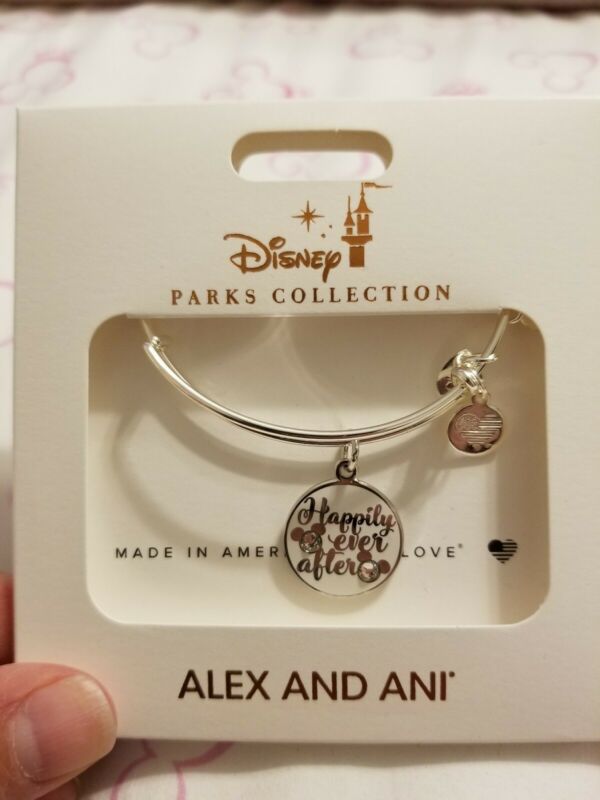 Disney
PARKS COLLECTION
Happily
ever
after
MADE IN AMER LOVE®
ALEX AND ANI®